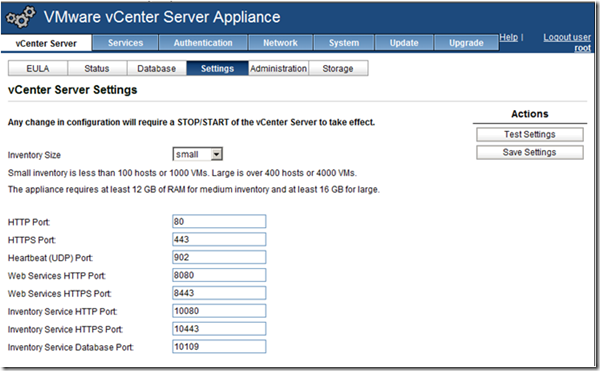 VMware vCenter Server Appliance
vCenter Server Services Authentication Network System Update Upgrade Help | Logout user root
EULA Status Database Settings Administration Storage
vCenter Server Settings
Actions
Any change in configuration will require a STOP/START of the vCenter Server to take effect.
Test Settings
Save Settings
Inventory Size small
Small inventory is less than 100 hosts or 1000 VMs. Large is over 400 hosts or 4000 VMs.
The appliance requires at least 12 GB of RAM for medium inventory and at least 16 GB for large.
HTTP Port: 80
HTTPS Port: 443
Heartbeat (UDP) Port: 902
Web Services HTTP Port: 8080
Web Services HTTPS Port: 8443
Inventory Service HTTP Port: 10080
Inventory Service HTTPS Port: 10443
Inventory Service Database Port: 10109